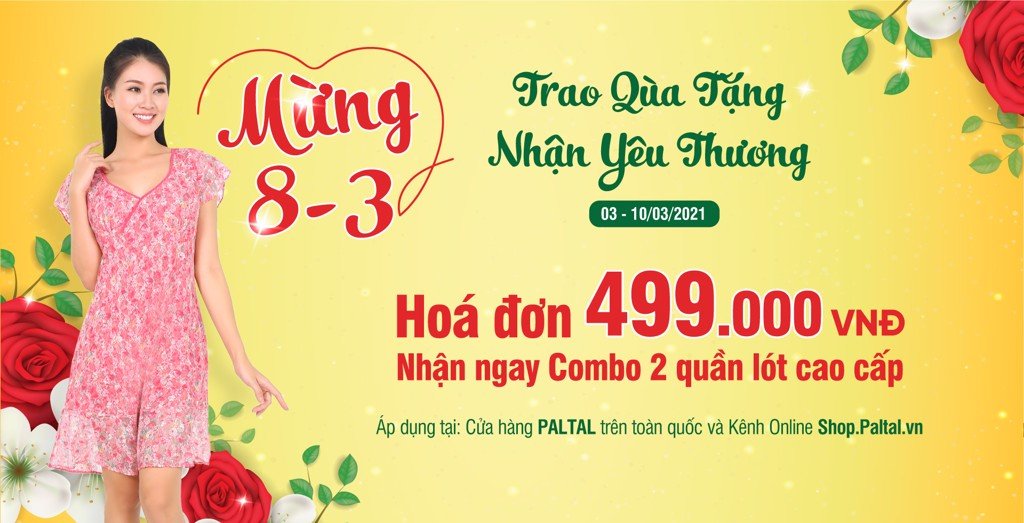 Mừng
8-3
Trao Qùa Tặng
Nhận Yêu Thương
03 - 10/03/2021
Hoá đơn 499.000 VNĐ
Nhận ngay Combo 2 quần lót cao cấp
Áp dụng tại: Cửa hàng PALTAL trên toàn quốc và Kênh Online Shop.Paltal.vn